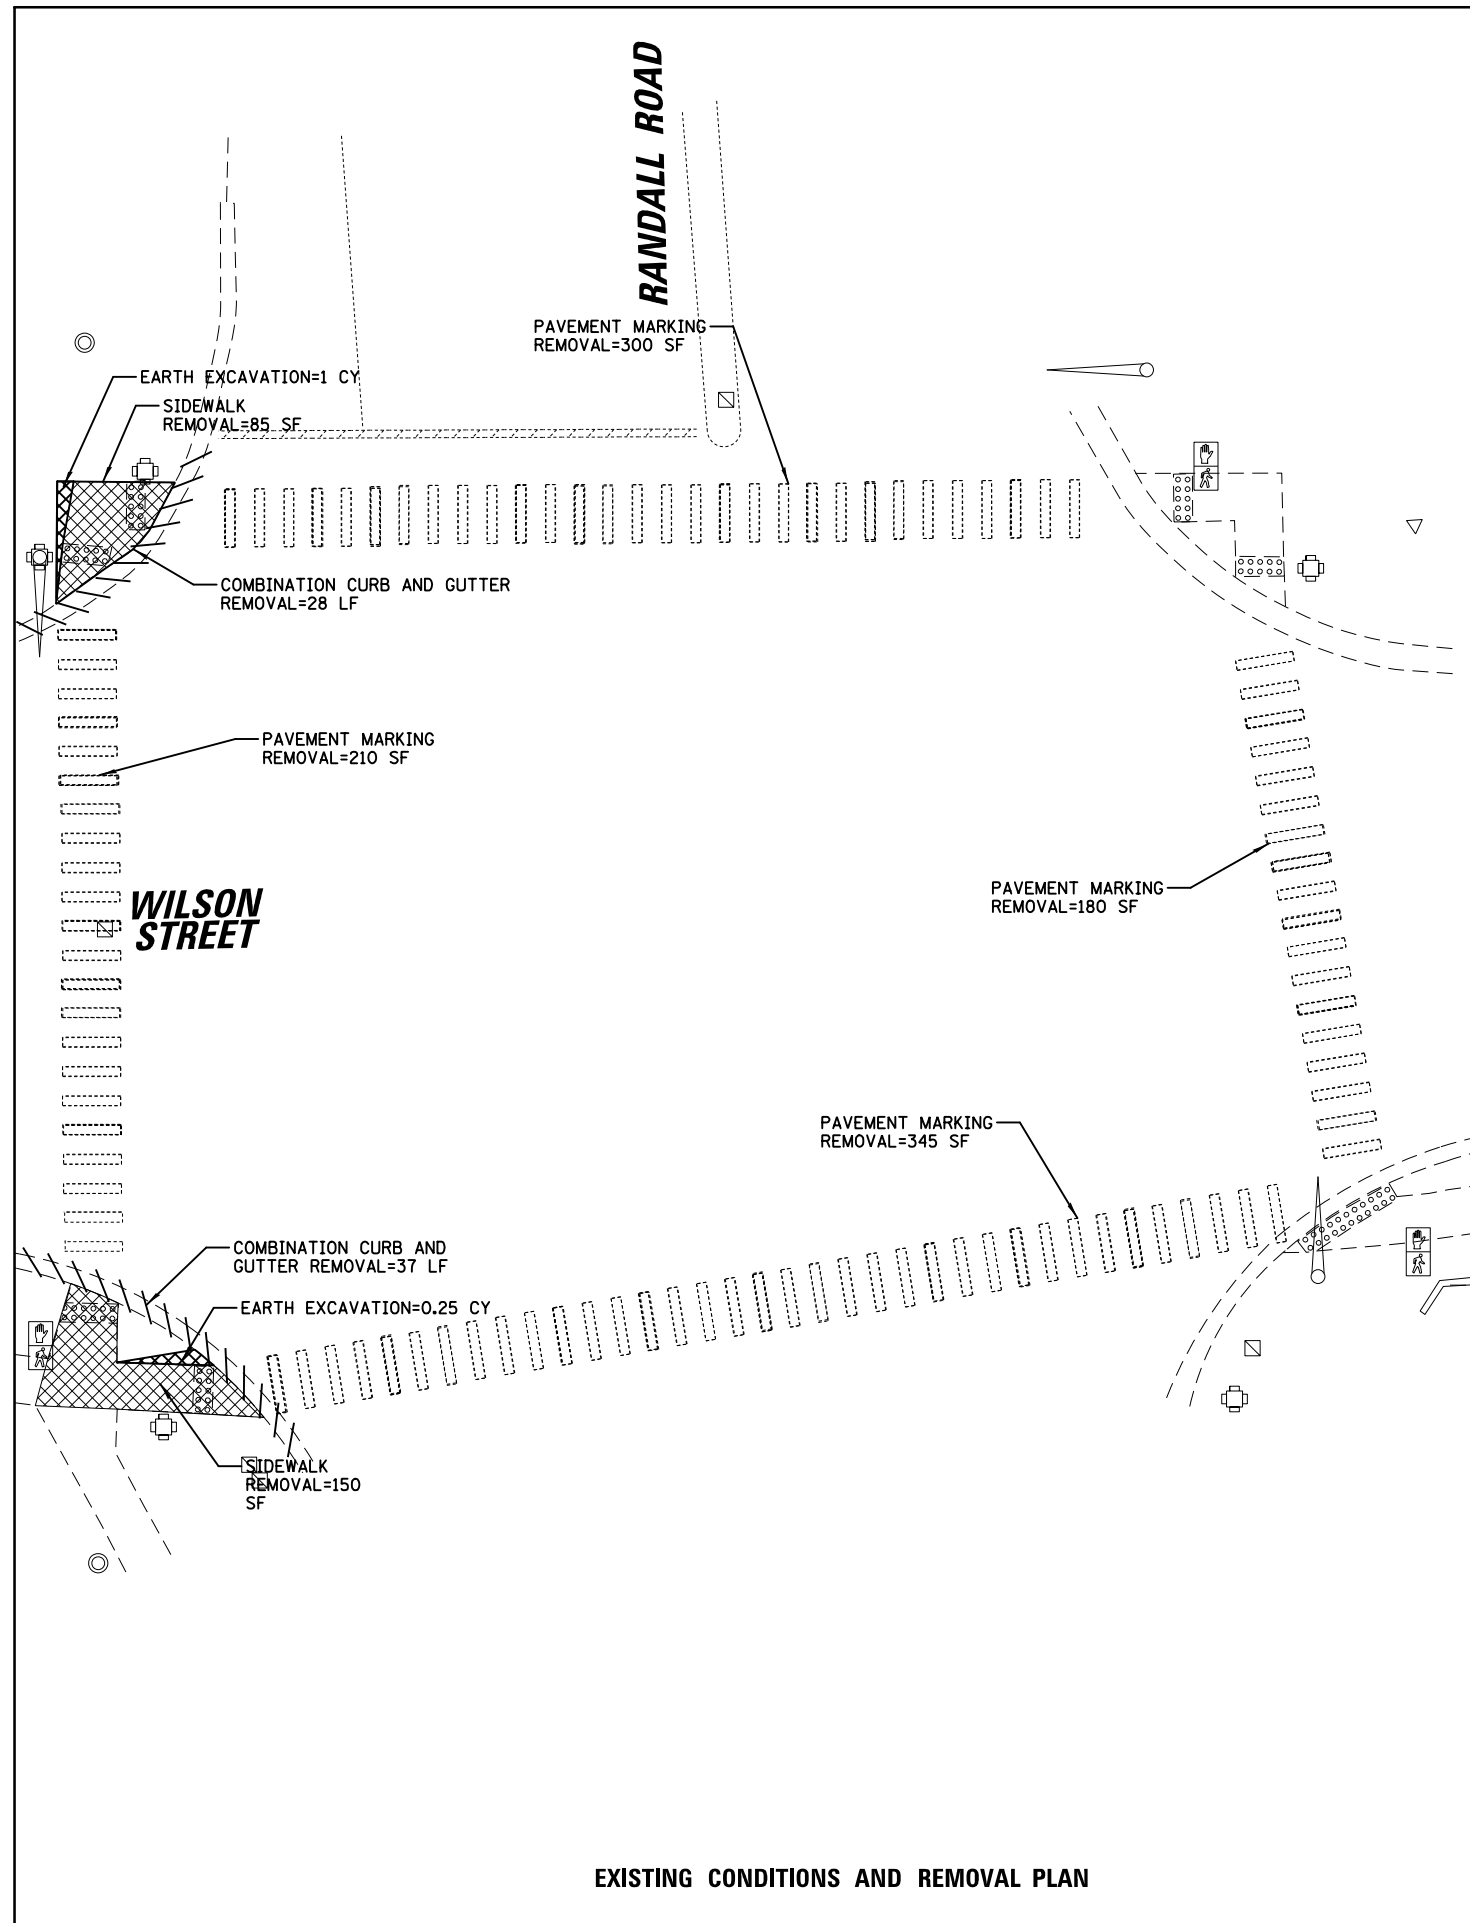 RANDALL ROAD
PAVEMENT MARKING
REMOVAL=300 SF
EARTH EXCAVATION=1 CY
SIDEWALK
REMOVAL=85 SF
COMBINATION CURB AND GUTTER
REMOVAL=28 LF
PAVEMENT MARKING
REMOVAL=210 SF
WILSON
STREET
PAVEMENT MARKING
REMOVAL=180 SF
PAVEMENT MARKING
REMOVAL=345 SF
COMBINATION CURB AND
GUTTER REMOVAL=37 LF
EARTH EXCAVATION=0.25 CY
SIDEWALK
REMOVAL=150
SF
EXISTING CONDITIONS AND REMOVAL PLAN